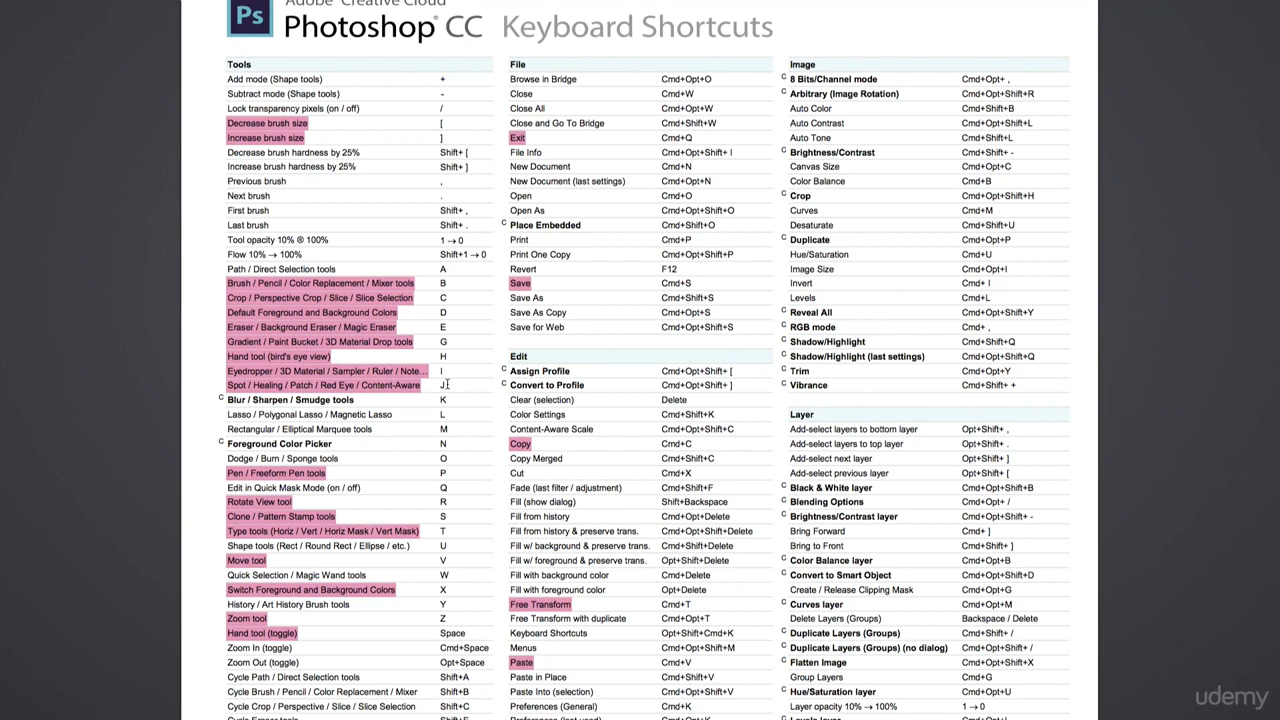 Adobe® Creative Cloud
Ps
Photoshop® CC Keyboard Shortcuts
Tools
Add mode (Shape tools) +
Subtract mode (Shape tools) -
Lock transparency pixels (on / off) /
Decrease brush size [
Increase brush size ]
Decrease brush hardness by 25% Shift+ [
Increase brush hardness by 25% Shift+ ]
Previous brush ,
Next brush .
First brush Shift+ ,
Last brush Shift+ .
Tool opacity 10% ® 100% 1 → 0
Flow 10% → 100% Shift+1 → 0
Path / Direct Selection tools A
Brush / Pencil / Color Replacement / Mixer tools B
Crop / Perspective Crop / Slice / Slice Selection C
Default Foreground and Background Colors D
Eraser / Background Eraser / Magic Eraser E
Gradient / Paint Bucket / 3D Material Drop tools G
Hand tool (bird's eye view) H
Eyedropper / 3D Material / Sampler / Ruler / Note... I
Spot / Healing / Patch / Red Eye / Content-Aware J
C Blur / Sharpen / Smudge tools K
Lasso / Polygonal Lasso / Magnetic Lasso L
Rectangular / Elliptical Marquee tools M
C Foreground Color Picker N
Dodge / Burn / Sponge tools O
Pen / Freeform Pen tools P
Edit in Quick Mask Mode (on / off) Q
Rotate View tool R
Clone / Pattern Stamp tools S
Type tools (Horiz / Vert / Horiz Mask / Vert Mask) T
Shape tools (Rect / Round Rect / Ellipse / etc.) U
Move tool V
Quick Selection / Magic Wand tools W
Switch Foreground and Background Colors X
History / Art History Brush tools Y
Zoom tool Z
Hand tool (toggle) Space
Zoom In (toggle) Cmd+Space
Zoom Out (toggle) Opt+Space
Cycle Path / Direct Selection tools Shift+A
Cycle Brush / Pencil / Color Replacement / Mixer Shift+B
Cycle Crop / Perspective Crop / Slice / Slice Selection Shift+C
Cycle Eraser tools Shift+E
File
Browse in Bridge Cmd+Opt+O
Close Cmd+W
Close All Cmd+Opt+W
Close and Go To Bridge Cmd+Shift+W
Exit Cmd+Q
File Info Cmd+Opt+Shift+ I
New Document Cmd+N
New Document (last settings) Cmd+Opt+N
Open Cmd+O
Open As Cmd+Opt+Shift+O
C Place Embedded Cmd+Shift+O
Print Cmd+P
Print One Copy Cmd+Opt+Shift+P
Revert F12
Save Cmd+S
Save As Cmd+Shift+S
Save As Copy Cmd+Opt+S
Save for Web Cmd+Opt+Shift+S
Edit
C Assign Profile Cmd+Opt+Shift+ [
C Convert to Profile Cmd+Opt+Shift+ ]
Clear (selection) Delete
Color Settings Cmd+Shift+K
Content-Aware Scale Cmd+Opt+Shift+C
Copy Cmd+C
Copy Merged Cmd+Shift+C
Cut Cmd+X
Fade (last filter / adjustment) Cmd+Shift+F
Fill (show dialog) Shift+Backspace
Fill from history Cmd+Opt+Delete
Fill from history & preserve trans. Cmd+Opt+Shift+Delete
Fill w/ background & preserve trans. Cmd+Shift+Delete
Fill w/ foreground & preserve trans. Opt+Shift+Delete
Fill with background color Cmd+Delete
Fill with foreground color Opt+Delete
Free Transform Cmd+T
Free Transform with duplicate Cmd+Opt+T
Keyboard Shortcuts Opt+Shift+Cmd+K
Menus Cmd+Opt+Shift+M
Paste Cmd+V
Paste in Place Cmd+Shift+V
Paste Into (selection) Cmd+Opt+Shift+V
Preferences (General) Cmd+K
Image
C 8 Bits/Channel mode Cmd+Opt+ ,
C Arbitrary (Image Rotation) Cmd+Opt+Shift+R
Auto Color Cmd+Shift+B
Auto Contrast Cmd+Opt+Shift+L
Auto Tone Cmd+Shift+L
C Brightness/Contrast Cmd+Shift+ -
Canvas Size Cmd+Opt+C
Color Balance Cmd+B
C Crop Cmd+Opt+Shift+H
Curves Cmd+M
Desaturate Cmd+Shift+U
C Duplicate Cmd+Opt+P
Hue/Saturation Cmd+U
Image Size Cmd+Opt+I
Invert Cmd+ I
Levels Cmd+L
C Reveal All Cmd+Opt+Shift+Y
C RGB mode Cmd+ ,
C Shadow/Highlight Cmd+Shift+Q
C Shadow/Highlight (last settings) Cmd+Opt+Shift+Q
C Trim Cmd+Opt+Y
C Vibrance Cmd+Shift+ +
Layer
Add-select layers to bottom layer Opt+Shift+ ,
Add-select layers to top layer Opt+Shift+ .
Add-select next layer Opt+Shift+ ]
Add-select previous layer Opt+Shift+ [
C Black & White layer Cmd+Opt+Shift+B
C Blending Options Cmd+Opt+ /
C Brightness/Contrast layer Cmd+Opt+Shift+ -
Bring Forward Cmd+ ]
Bring to Front Cmd+Shift+ ]
C Color Balance layer Cmd+Opt+B
C Convert to Smart Object Cmd+Opt+Shift+D
Create / Release Clipping Mask Cmd+Opt+G
C Curves layer Cmd+Opt+M
Delete Layers (Groups) Backspace / Delete
C Duplicate Layers (Groups) Cmd+Shift+ /
C Duplicate Layers (Groups) (no dialog) Cmd+Opt+Shift+ /
C Flatten Image Cmd+Opt+Shift+X
Group Layers Cmd+G
C Hue/Saturation layer Cmd+Opt+U
Layer opacity 10% → 100% 1 → 0
udemy